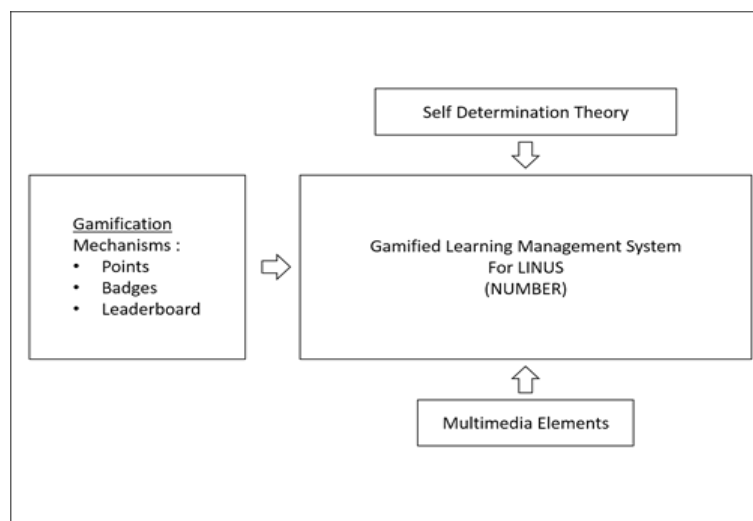 Self Determination Theory
Gamification
Mechanisms :
• Points
• Badges
• Leaderboard
Gamified Learning Management System
For LINUS
(NUMBER)
Multimedia Elements